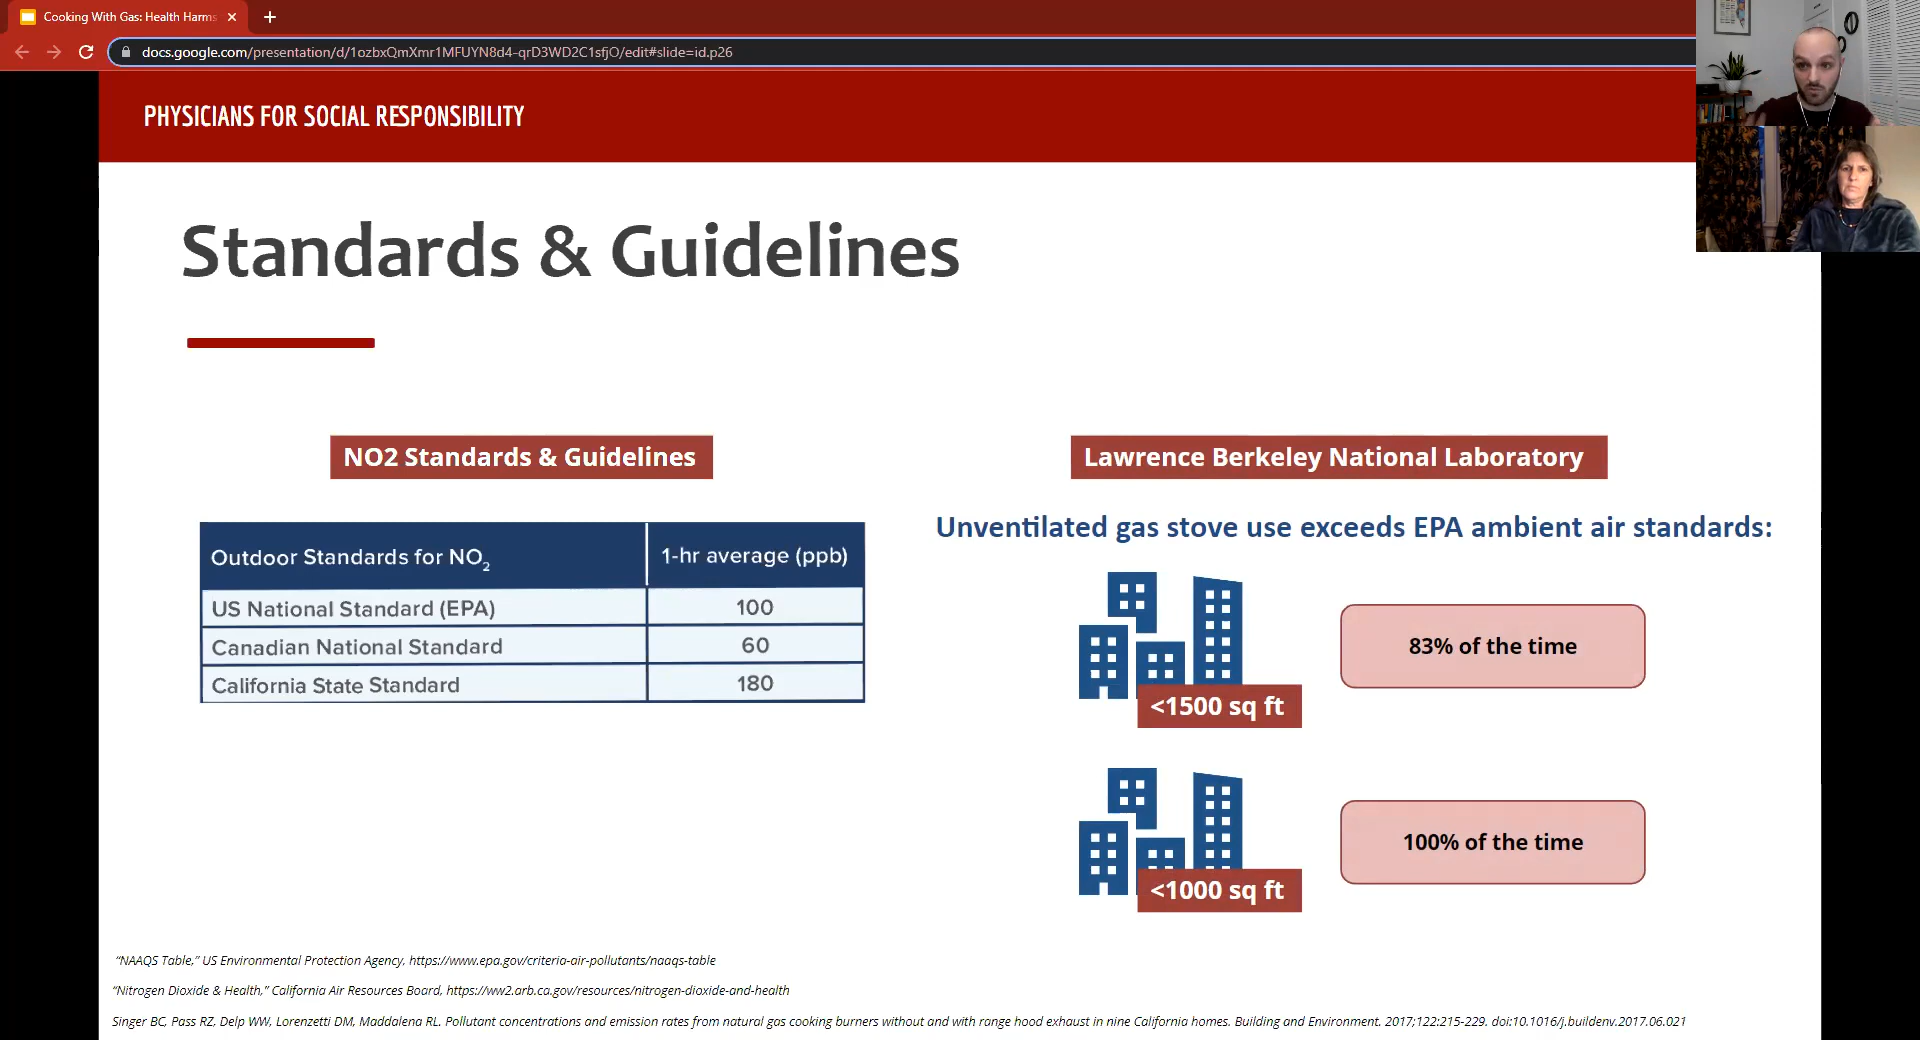 Cooking With Gas: Health Harms
docs.google.com/presentation/d/1ozbxQmXmr1MFUYN8d4-qrD3WD2C1sfjO/edit#slide=id.p26
PHYSICIANS FOR SOCIAL RESPONSIBILITY
Standards & Guidelines
NO2 Standards & Guidelines
Outdoor Standards for NO2 1-hr average (ppb)
US National Standard (EPA) 100
Canadian National Standard 60
California State Standard 180
Lawrence Berkeley National Laboratory
Unventilated gas stove use exceeds EPA ambient air standards:
<1500 sq ft
83% of the time
<1000 sq ft
100% of the time
“NAAQS Table,” US Environmental Protection Agency, https://www.epa.gov/criteria-air-pollutants/naaqs-table
“Nitrogen Dioxide & Health,” California Air Resources Board, https://ww2.arb.ca.gov/resources/nitrogen-dioxide-and-health
Singer BC, Pass RZ, Delp WW, Lorenzetti DM, Maddalena RL. Pollutant concentrations and emission rates from natural gas cooking burners without and with range hood exhaust in nine California homes. Building and Environment. 2017;122:215-229. doi:10.1016/j.buildenv.2017.06.021